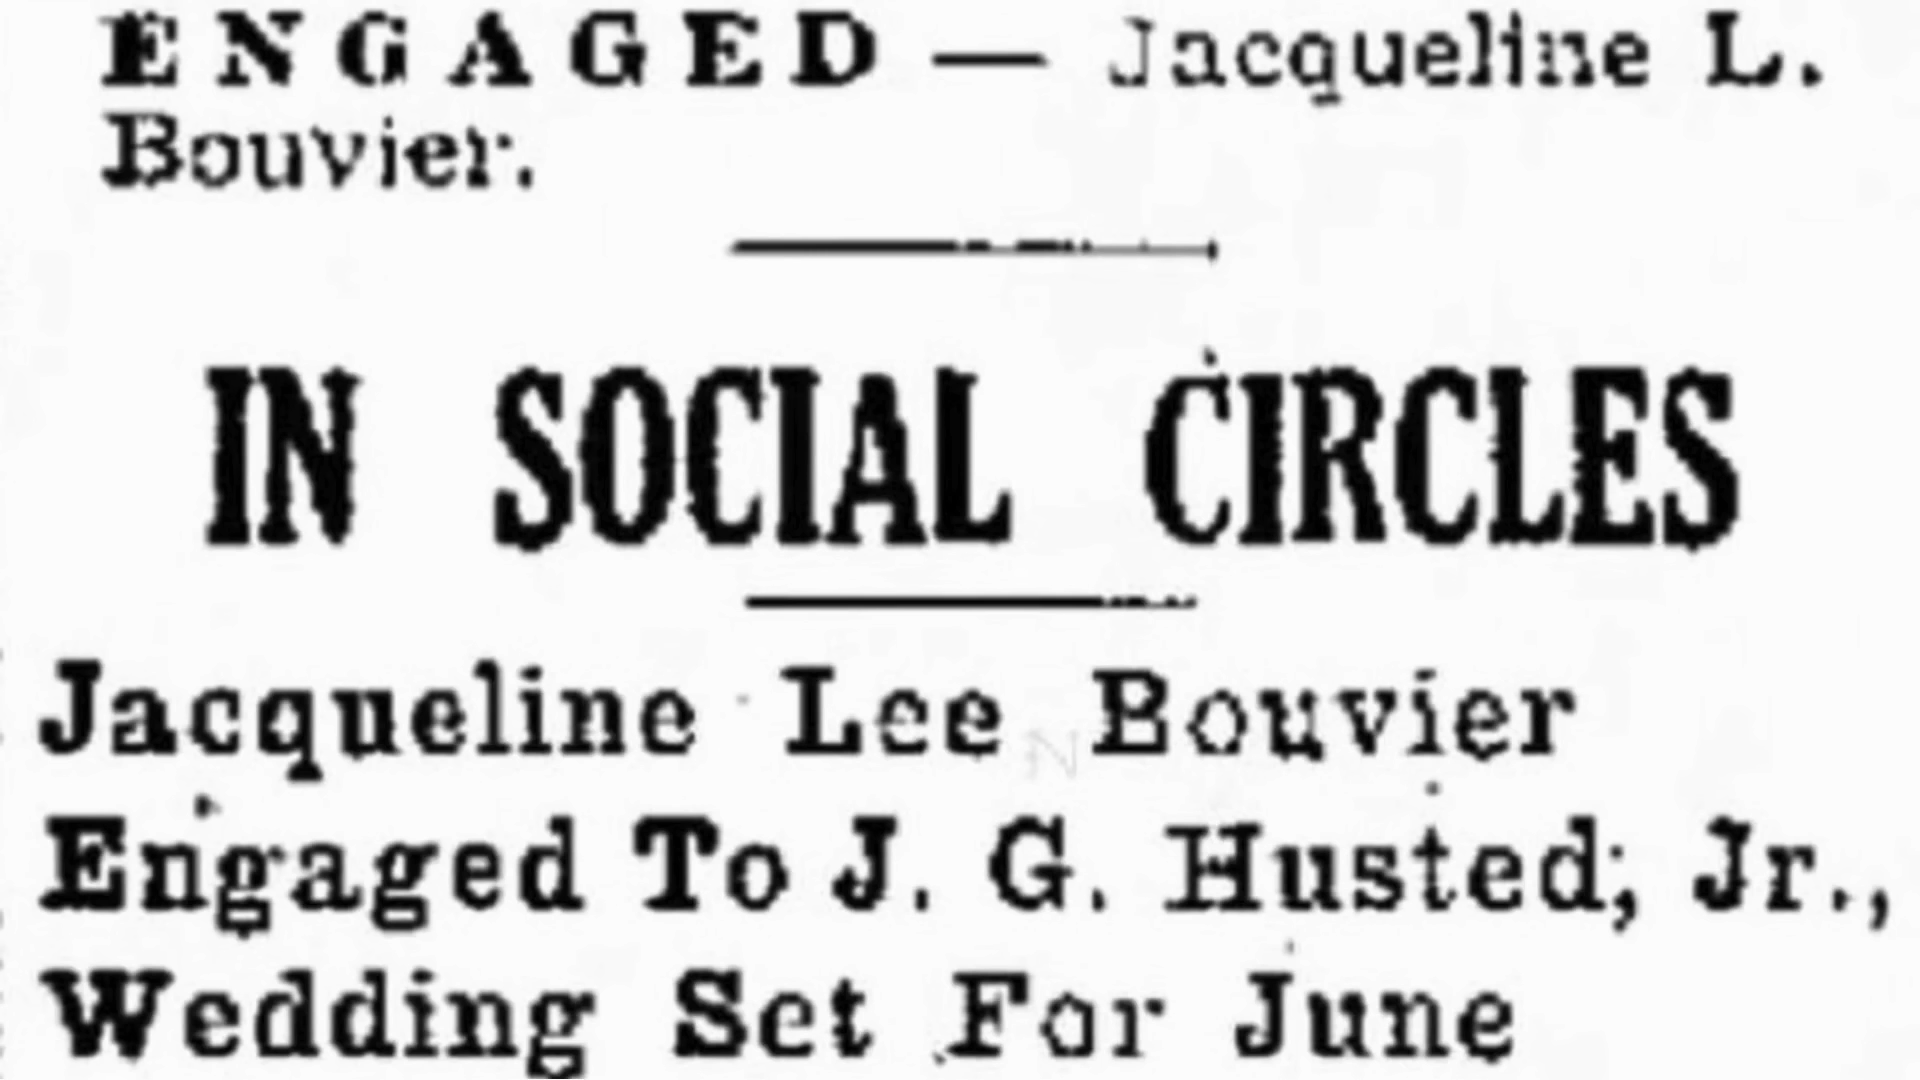 ENGAGED — Jacqueline L.
Bouvier.
IN SOCIAL CIRCLES
Jacqueline Lee Bouvier
Engaged To J. G. Husted, Jr.,
Wedding Set For June